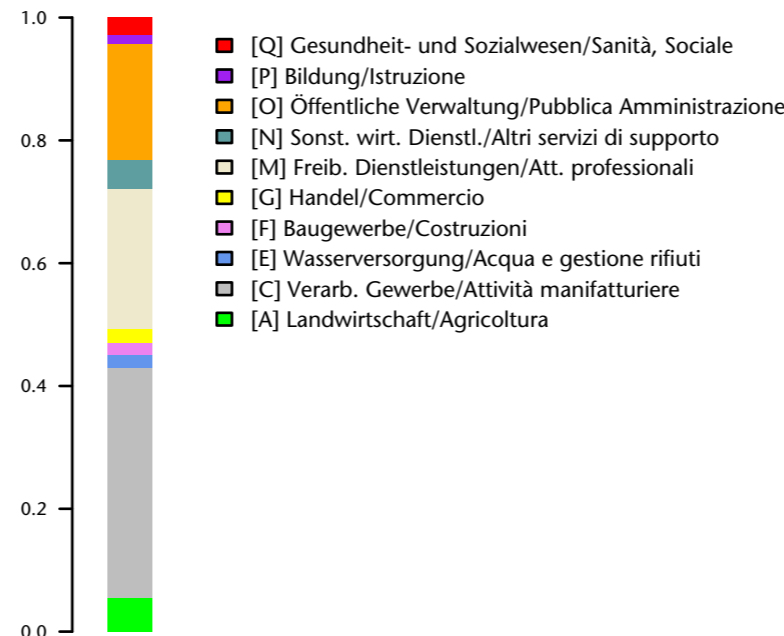 1.0
0.8
0.6
0.4
0.2
0.0
[Q] Gesundheit- und Sozialwesen/Sanità, Sociale
[P] Bildung/Istruzione
[O] Öffentliche Verwaltung/Pubblica Amministrazione
[N] Sonst. wirt. Dienstl./Altri servizi di supporto
[M] Freib. Dienstleistungen/Att. professionali
[G] Handel/Commercio
[F] Baugewerbe/Costruzioni
[E] Wasserversorgung/Acqua e gestione rifiuti
[C] Verarb. Gewerbe/Attività manifatturiere
[A] Landwirtschaft/Agricoltura